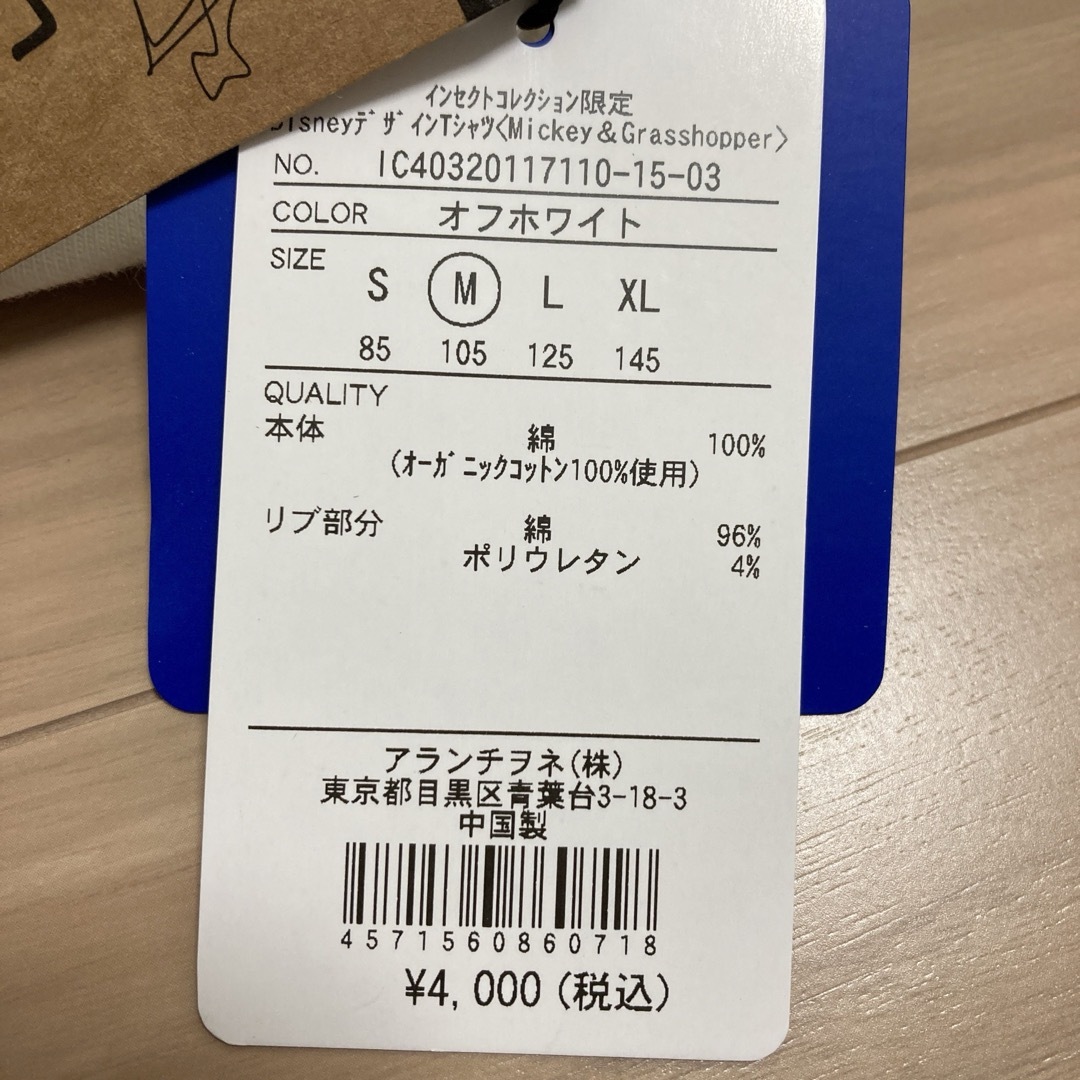 インセクトコレクション限定
DisneyデザインTシャツ<Mickey&Grasshopper>
NO. IC40320117110-15-03
COLOR オフホワイト
SIZE S M L XL
85 105 125 145
QUALITY
本体 綿 100%
(オーガニックコットン100%使用)
リブ部分 綿 96%
ポリウレタン 4%
アランチヲネ(株)
東京都目黒区青葉台3-18-3
中国製
4571560860718
¥4,000(税込)